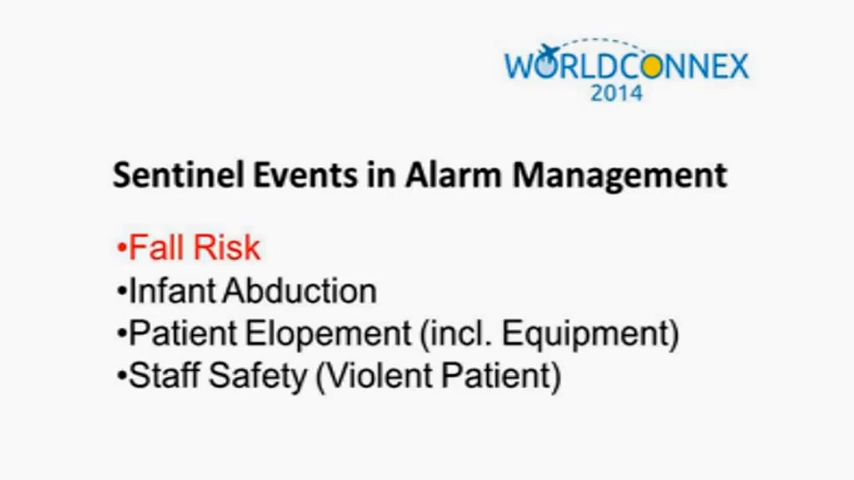 WORLDCONNEX
2014
Sentinel Events in Alarm Management
•Fall Risk
•Infant Abduction
•Patient Elopement (incl. Equipment)
•Staff Safety (Violent Patient)